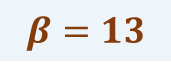 β = 13